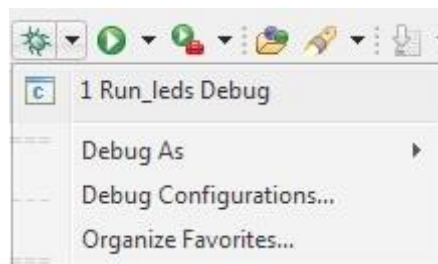 c
1 Run_leds Debug
Debug As
Debug Configurations...
Organize Favorites...